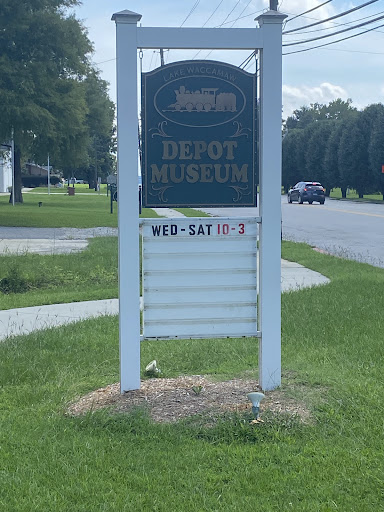 LAKE WACCAMAW
DEPOT
MUSEUM
WED-SAT 10-3